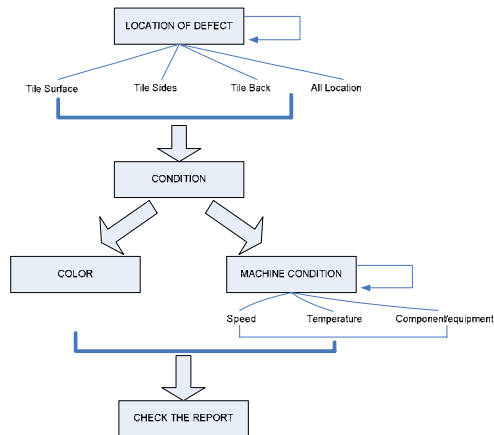 LOCATION OF DEFECT
Tile Surface
Tile Sides
Tile Back
All Location
CONDITION
COLOR
MACHINE CONDITION
Speed
Temperature
Component/equipment
CHECK THE REPORT